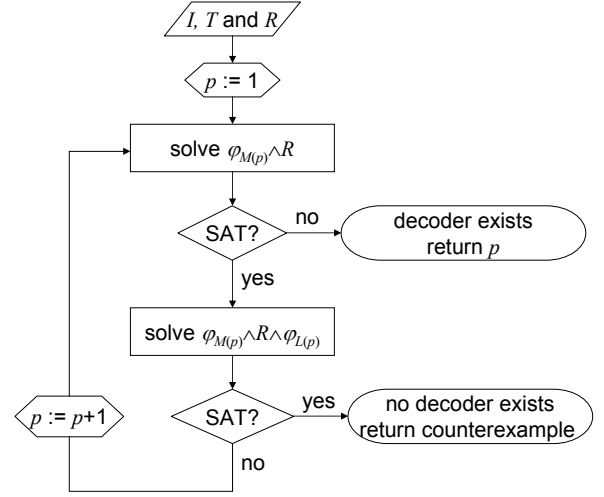 I, T and R
p := 1
solve φM(p)∧R
SAT?
no
decoder exists
return p
yes
solve φM(p)∧R∧φL(p)
p := p+1
SAT?
yes
no decoder exists
return counterexample
no